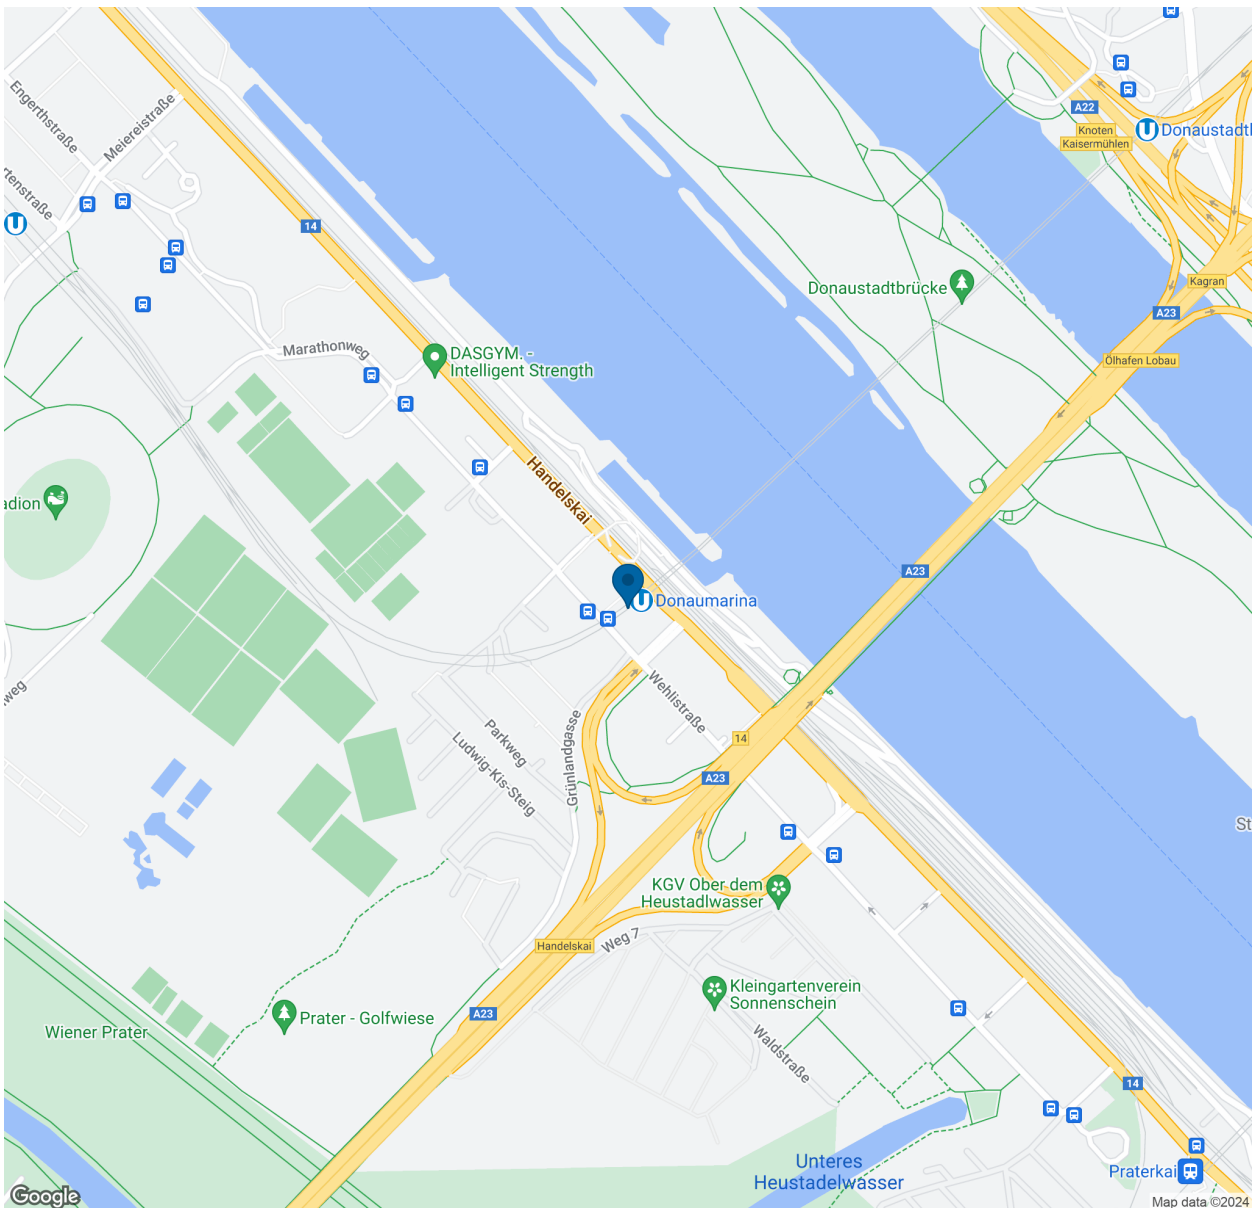 Engerthstraße
Meiereistraße
rtenstraße
14
A22
Knoten
Kaisermühlen
Donaustadtb
Donaustadtbrücke
Kagran
A23
Ölhafen Lobau
Marathonweg
DASGYM. -
Intelligent Strength
Handelskai
adion
A23
Donaumarina
weg
Wehlistraße
Grünlandgasse
Parkweg
Ludwig-Kis-Steig
14
A23
St
KGV Ober dem
Heustadlwasser
Handelskai
Weg 7
Kleingartenverein
Sonnenschein
A23
Prater - Golfwiese
Wiener Prater
Waldstraße
14
Unteres
Heustadelwasser
Praterkai
Google
Map data ©2024